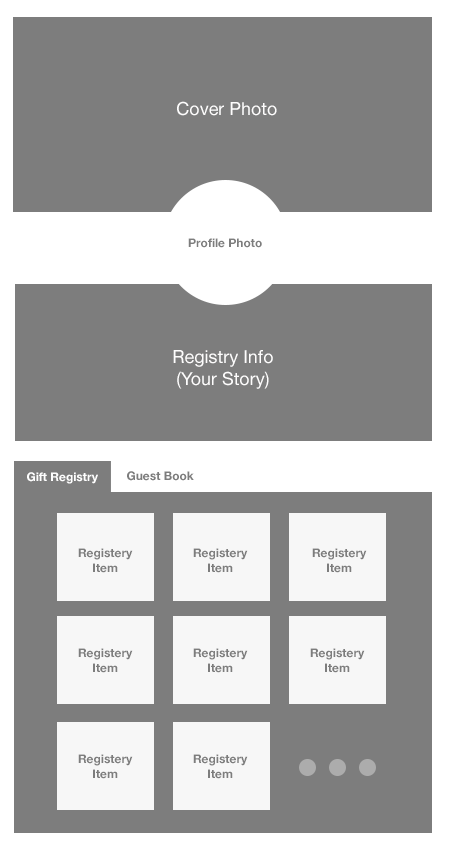 Cover Photo
Profile Photo
Registry Info
(Your Story)
Gift Registry
Guest Book
Registery
Item
Registery
Item
Registery
Item
Registery
Item
Registery
Item
Registery
Item
Registery
Item
Registery
Item